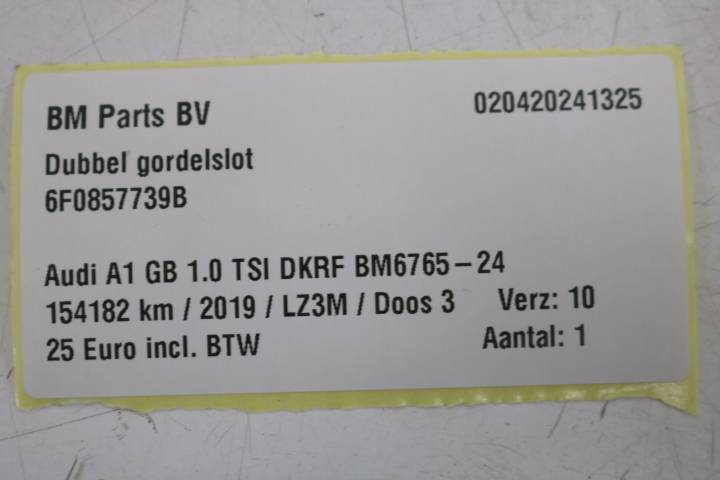 BM Parts BV 020420241325
Dubbel gordelslot
6F0857739B
Audi A1 GB 1.0 TSI DKRF BM6765-24
154182 km / 2019 / LZ3M / Doos 3 Verz: 10
25 Euro incl. BTW Aantal: 1